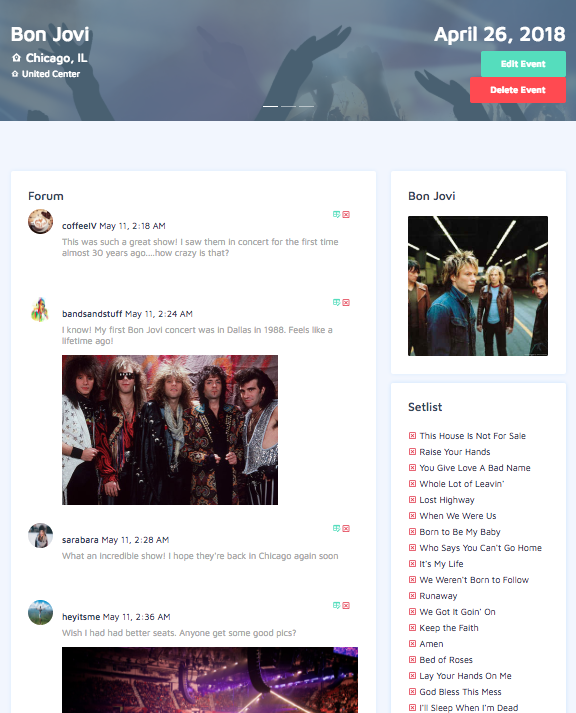 Bon Jovi
Chicago, IL
United Center
April 26, 2018
Edit Event
Delete Event
Forum
coffeeIV May 11, 2:18 AM
This was such a great show! I saw them in concert for the first time
almost 30 years ago....how crazy is that?
bandsandstuff May 11, 2:24 AM
I know! My first Bon Jovi concert was in Dallas in 1988. Feels like a
lifetime ago!
sarabara May 11, 2:28 AM
What an incredible show! I hope they're back in Chicago again soon
heyitsme May 11, 2:36 AM
Wish I had had better seats. Anyone get some good pics?
Bon Jovi
Setlist
This House Is Not For Sale
Raise Your Hands
You Give Love A Bad Name
Whole Lot of Leavin'
Lost Highway
When We Were Us
Born to Be My Baby
Who Says You Can't Go Home
It's My Life
We Weren't Born to Follow
Runaway
We Got It Goin' On
Keep the Faith
Amen
Bed of Roses
Lay Your Hands On Me
God Bless This Mess
I'll Sleep When I'm Dead